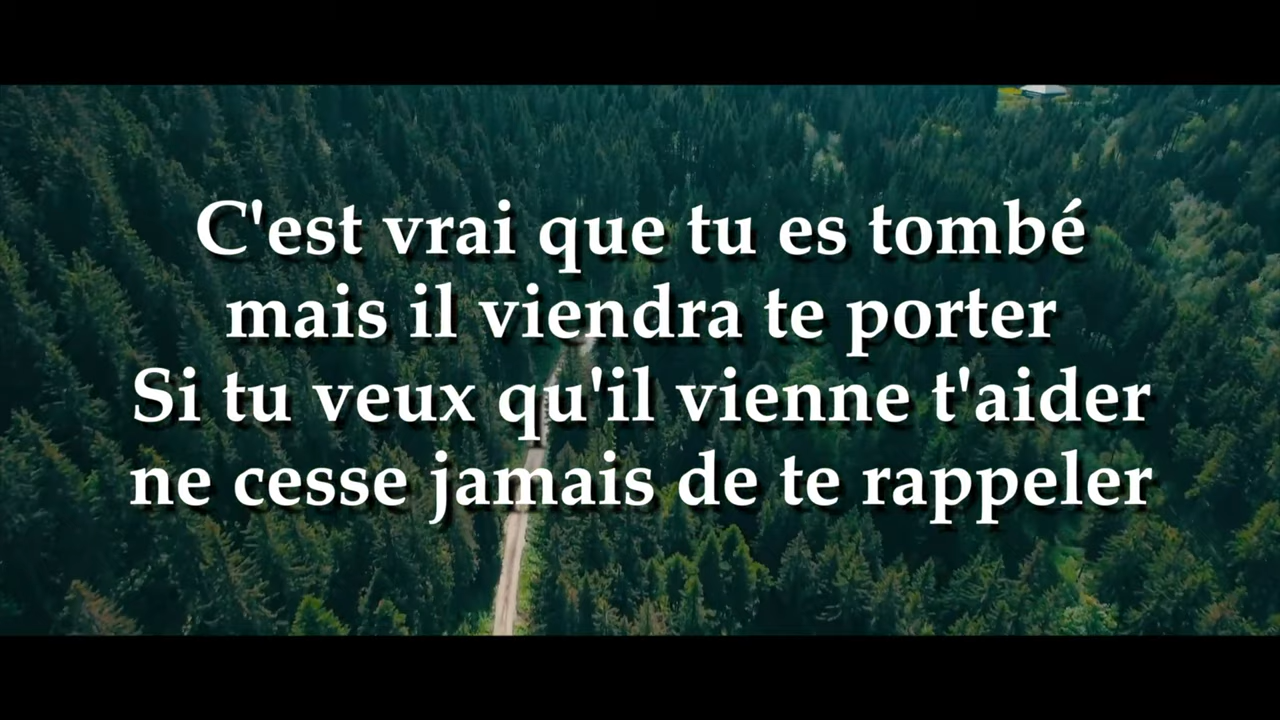 C'est vrai que tu es tombé
mais il viendra te porter
Si tu veux qu'il vienne t'aider
ne cesse jamais de te rappeler